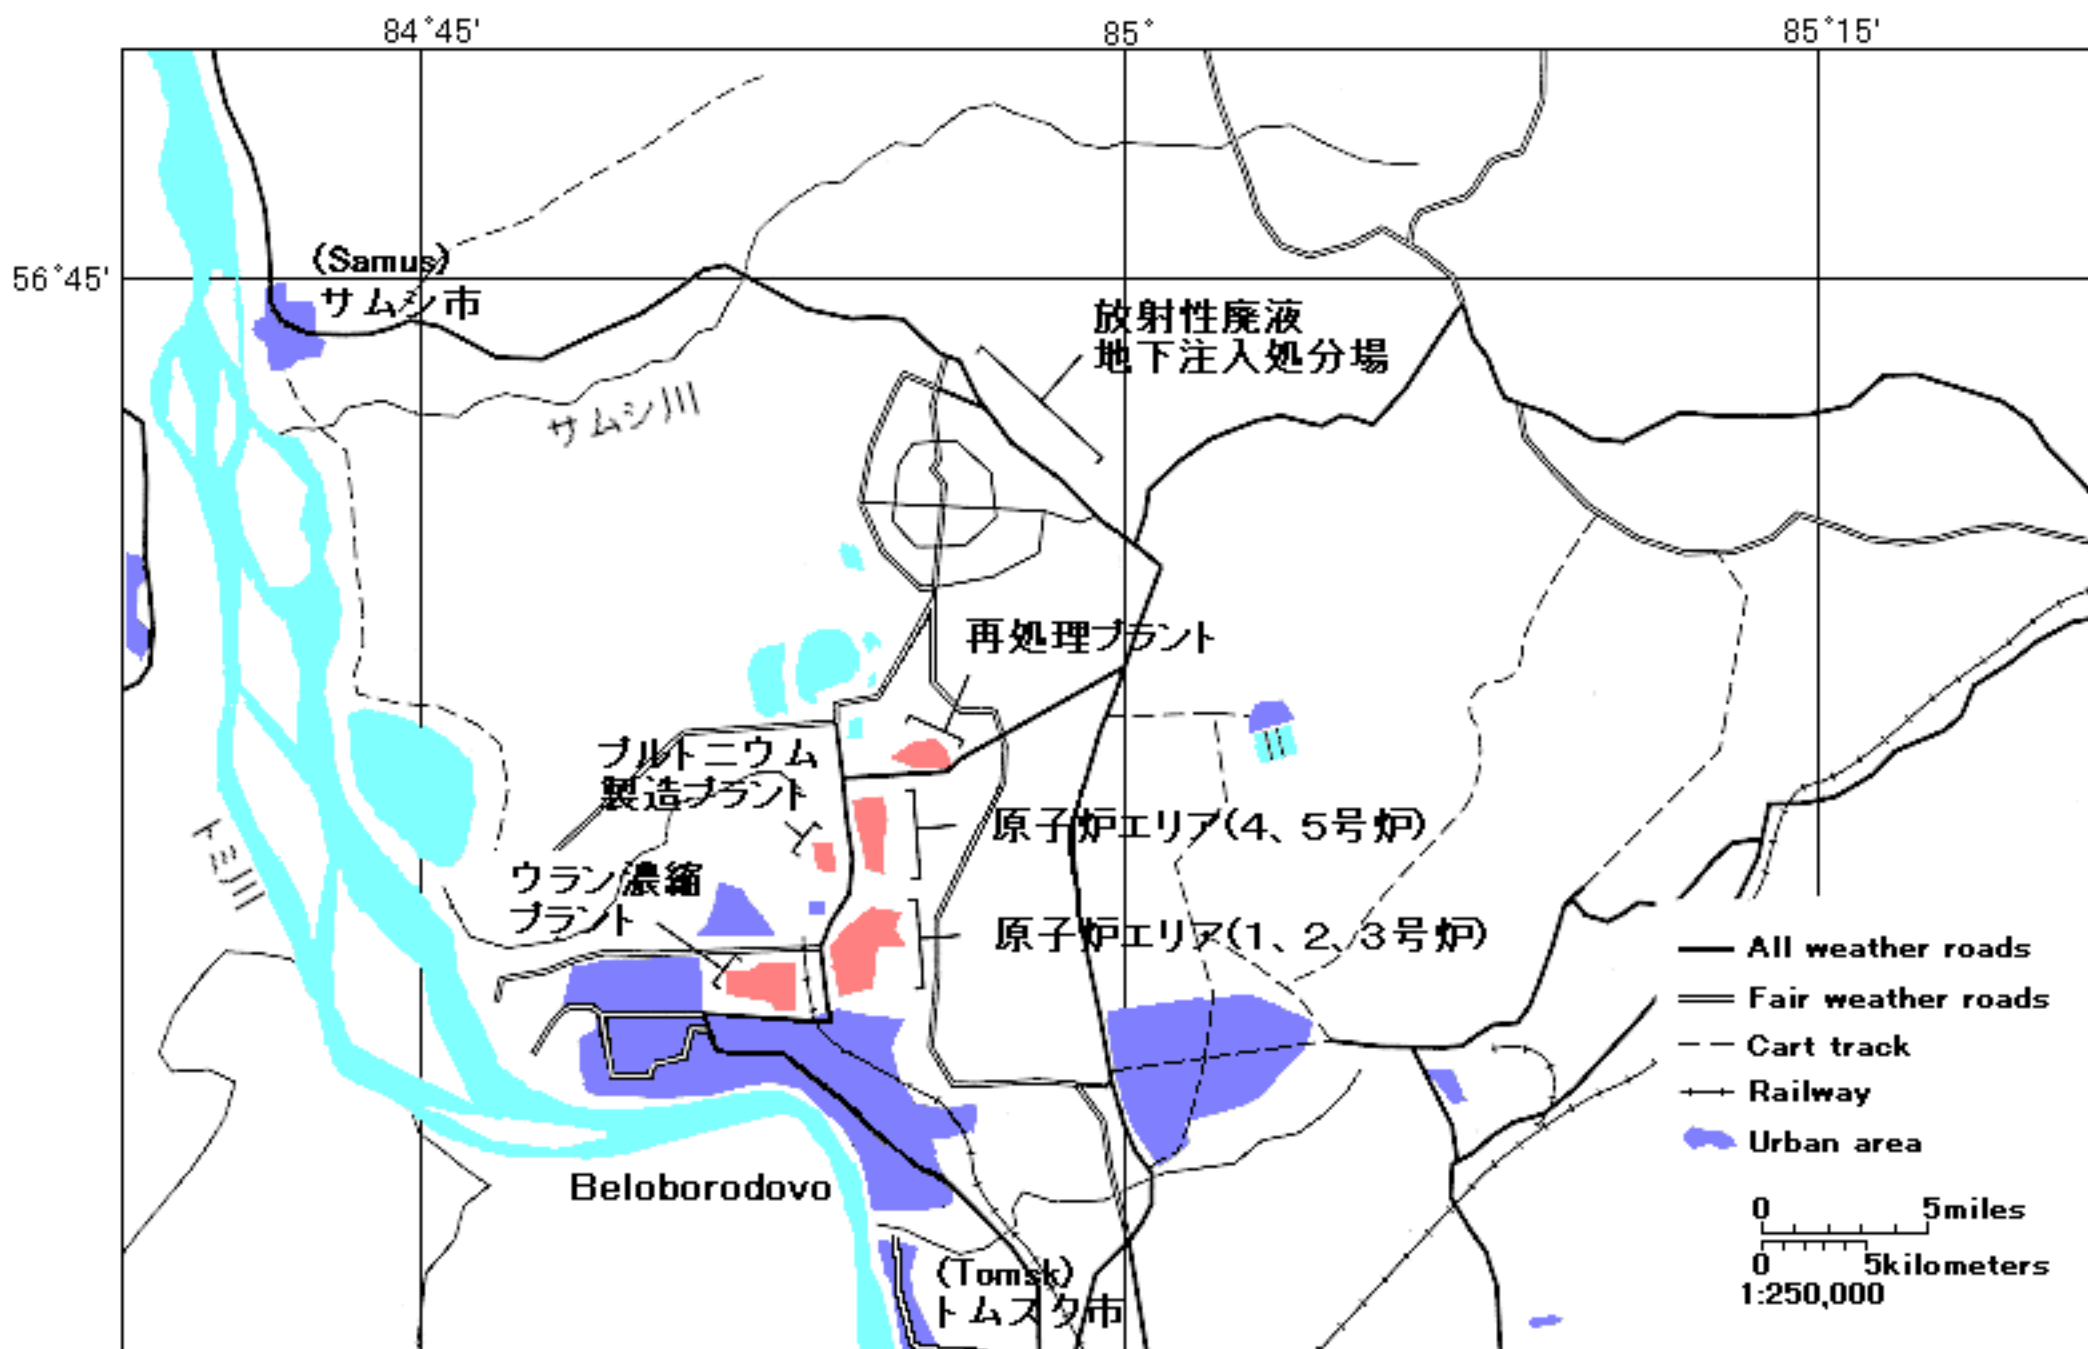 84°45'
85°
85°15'
56°45'
(Samus)
サムシ市
放射性廃液
地下注入処分場
サムシ川
再処理プラント
プルトニウム
製造プラント
原子炉エリア(4、5号炉)
トミ川
ウラン濃縮
プラント
原子炉エリア(1、2、3号炉)
All weather roads
Fair weather roads
Cart track
Railway
Urban area
Beloborodovo
0 5miles
0 5kilometers
1:250,000
(Tomsk)
トムスク市